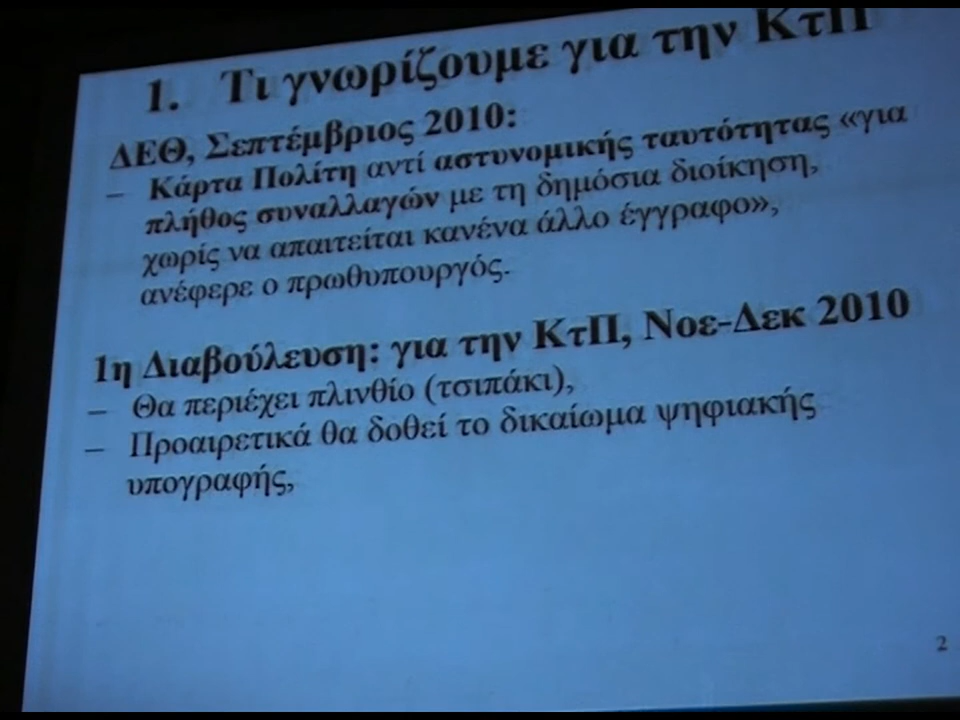 1. Τι γνωρίζουμε για την ΚτΠ
ΔΕΘ, Σεπτέμβριος 2010:
– Κάρτα Πολίτη αντί αστυνομικής ταυτότητας «για
πλήθος συναλλαγών με τη δημόσια διοίκηση,
χωρίς να απαιτείται κανένα άλλο έγγραφο»,
ανέφερε ο πρωθυπουργός.
1η Διαβούλευση: για την ΚτΠ, Νοε-Δεκ 2010
– Θα περιέχει πλινθίο (τσιπάκι),
– Προαιρετικά θα δοθεί το δικαίωμα ψηφιακής
υπογραφής,
2